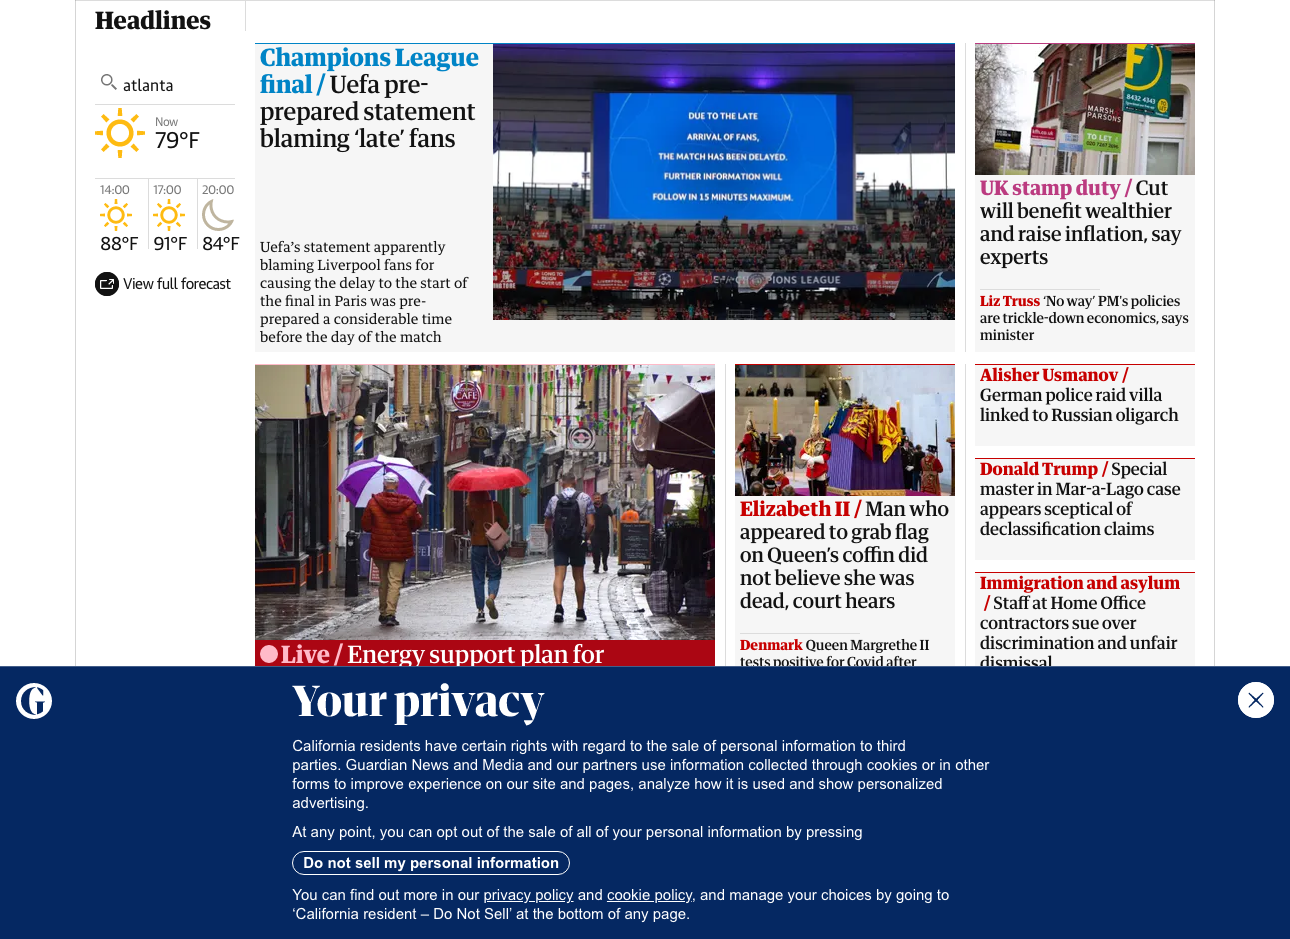 Headlines
atlanta
Now
79°F
14:00
17:00
20:00
88°F
91°F
84°F
View full forecast
Champions League
final / Uefa pre-
prepared statement
blaming ‘late’ fans
Uefa’s statement apparently
blaming Liverpool fans for
causing the delay to the start of
the final in Paris was pre-
prepared a considerable time
before the day of the match
DUE TO THE LATE
ARRIVAL OF FANS,
THE MATCH HAS BEEN DELAYED.
FURTHER INFORMATION WILL
FOLLOW IN 15 MINUTES MAXIMUM.
CHAMPIONS LEAGUE
MARSH
PARSONS
TO LET
8432 4343
UK stamp duty / Cut
will benefit wealthier
and raise inflation, say
experts
Liz Truss ‘No way’ PM’s policies
are trickle-down economics, says
minister
CAFE
Live / Energy support plan for
Elizabeth II / Man who
appeared to grab flag
on Queen’s coffin did
not believe she was
dead, court hears
Denmark Queen Margrethe II
tests positive for Covid after
Alisher Usmanov /
German police raid villa
linked to Russian oligarch
Donald Trump / Special
master in Mar-a-Lago case
appears sceptical of
declassification claims
Immigration and asylum
/ Staff at Home Office
contractors sue over
discrimination and unfair
dismissal
G
Your privacy
California residents have certain rights with regard to the sale of personal information to third
parties. Guardian News and Media and our partners use information collected through cookies or in other
forms to improve experience on our site and pages, analyze how it is used and show personalized
advertising.
At any point, you can opt out of the sale of all of your personal information by pressing
Do not sell my personal information
You can find out more in our privacy policy and cookie policy, and manage your choices by going to
‘California resident – Do Not Sell’ at the bottom of any page.